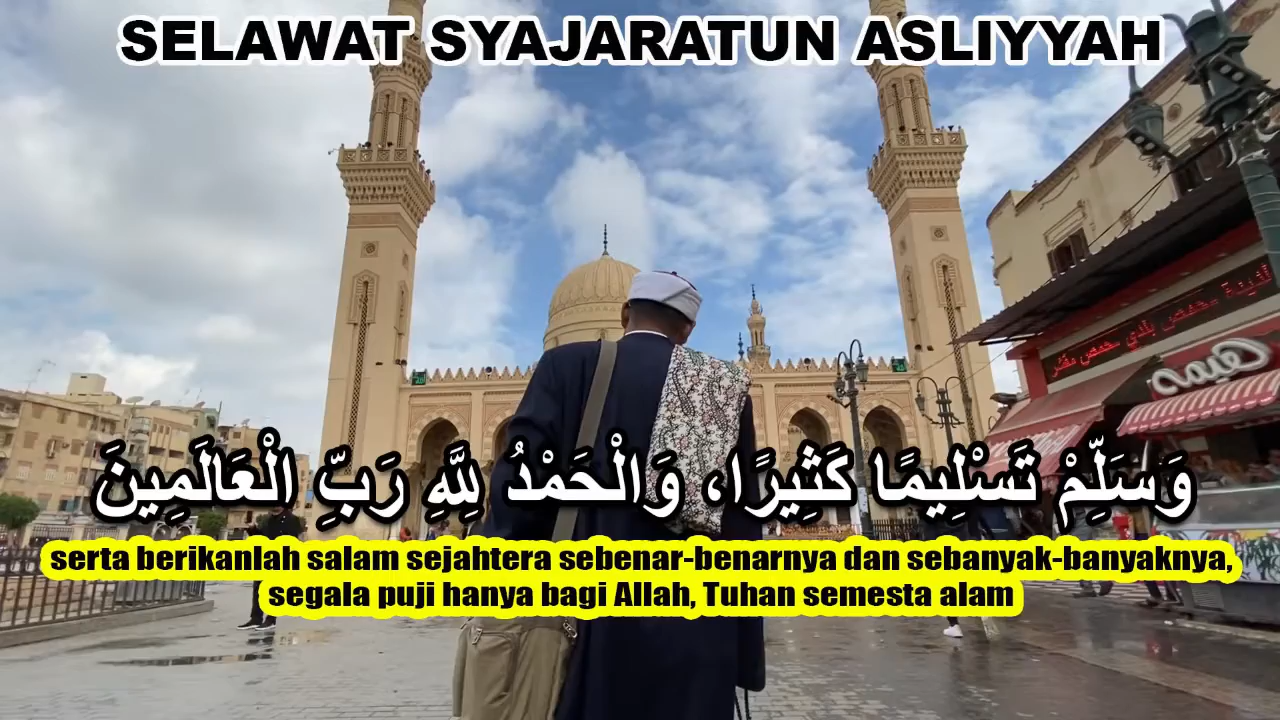 SELAWAT SYAJARATUN ASLIYYAH
هيمه
وَسَلِّمْ تَسْلِيمًا كَثِيرًا، وَالْحَمْدُ لِلَّهِ رَبِّ الْعَالَمِينَ
serta berikanlah salam sejahtera sebenar-benarnya dan sebanyak-banyaknya,
segala puji hanya bagi Allah, Tuhan semesta alam